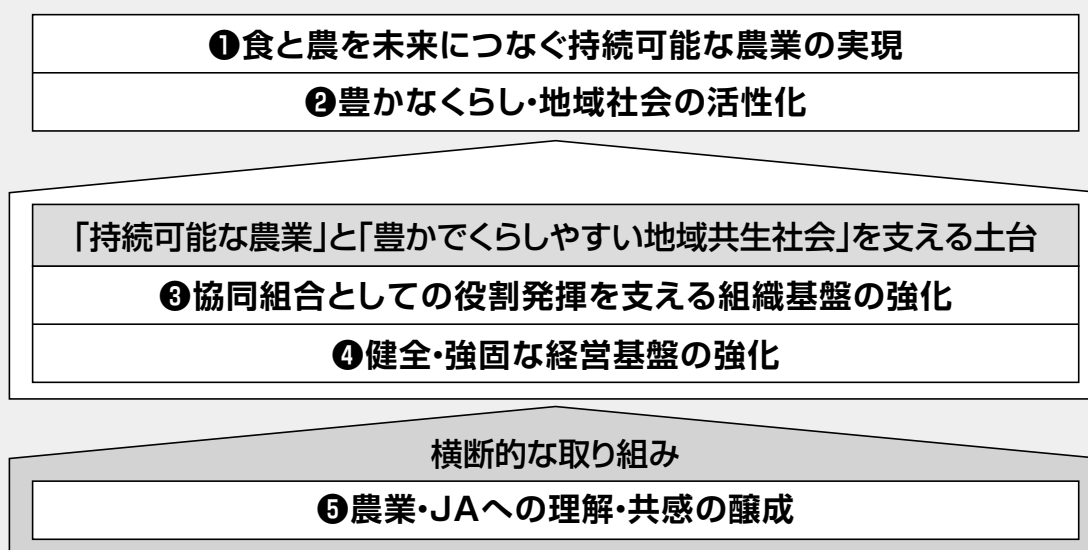 ❶食と農を未来につなぐ持続可能な農業の実現
❷豊かなくらし・地域社会の活性化
「持続可能な農業」と「豊かでくらしやすい地域共生社会」を支える土台
❸協同組合としての役割発揮を支える組織基盤の強化
❹健全・強固な経営基盤の強化
横断的な取り組み
❺農業・JAへの理解・共感の醸成